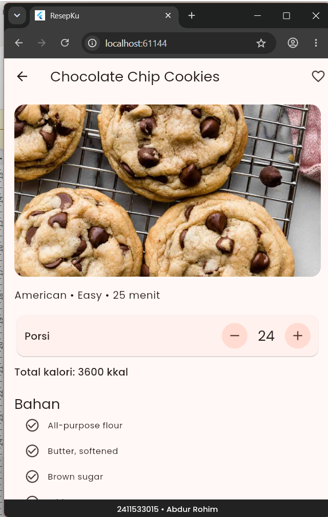 ResepKu
localhost:61144
Chocolate Chip Cookies
American • Easy • 25 menit
Porsi
24
Total kalori: 3600 kkal
Bahan
All-purpose flour
Butter, softened
Brown sugar
2411533015 • Abdur Rohim